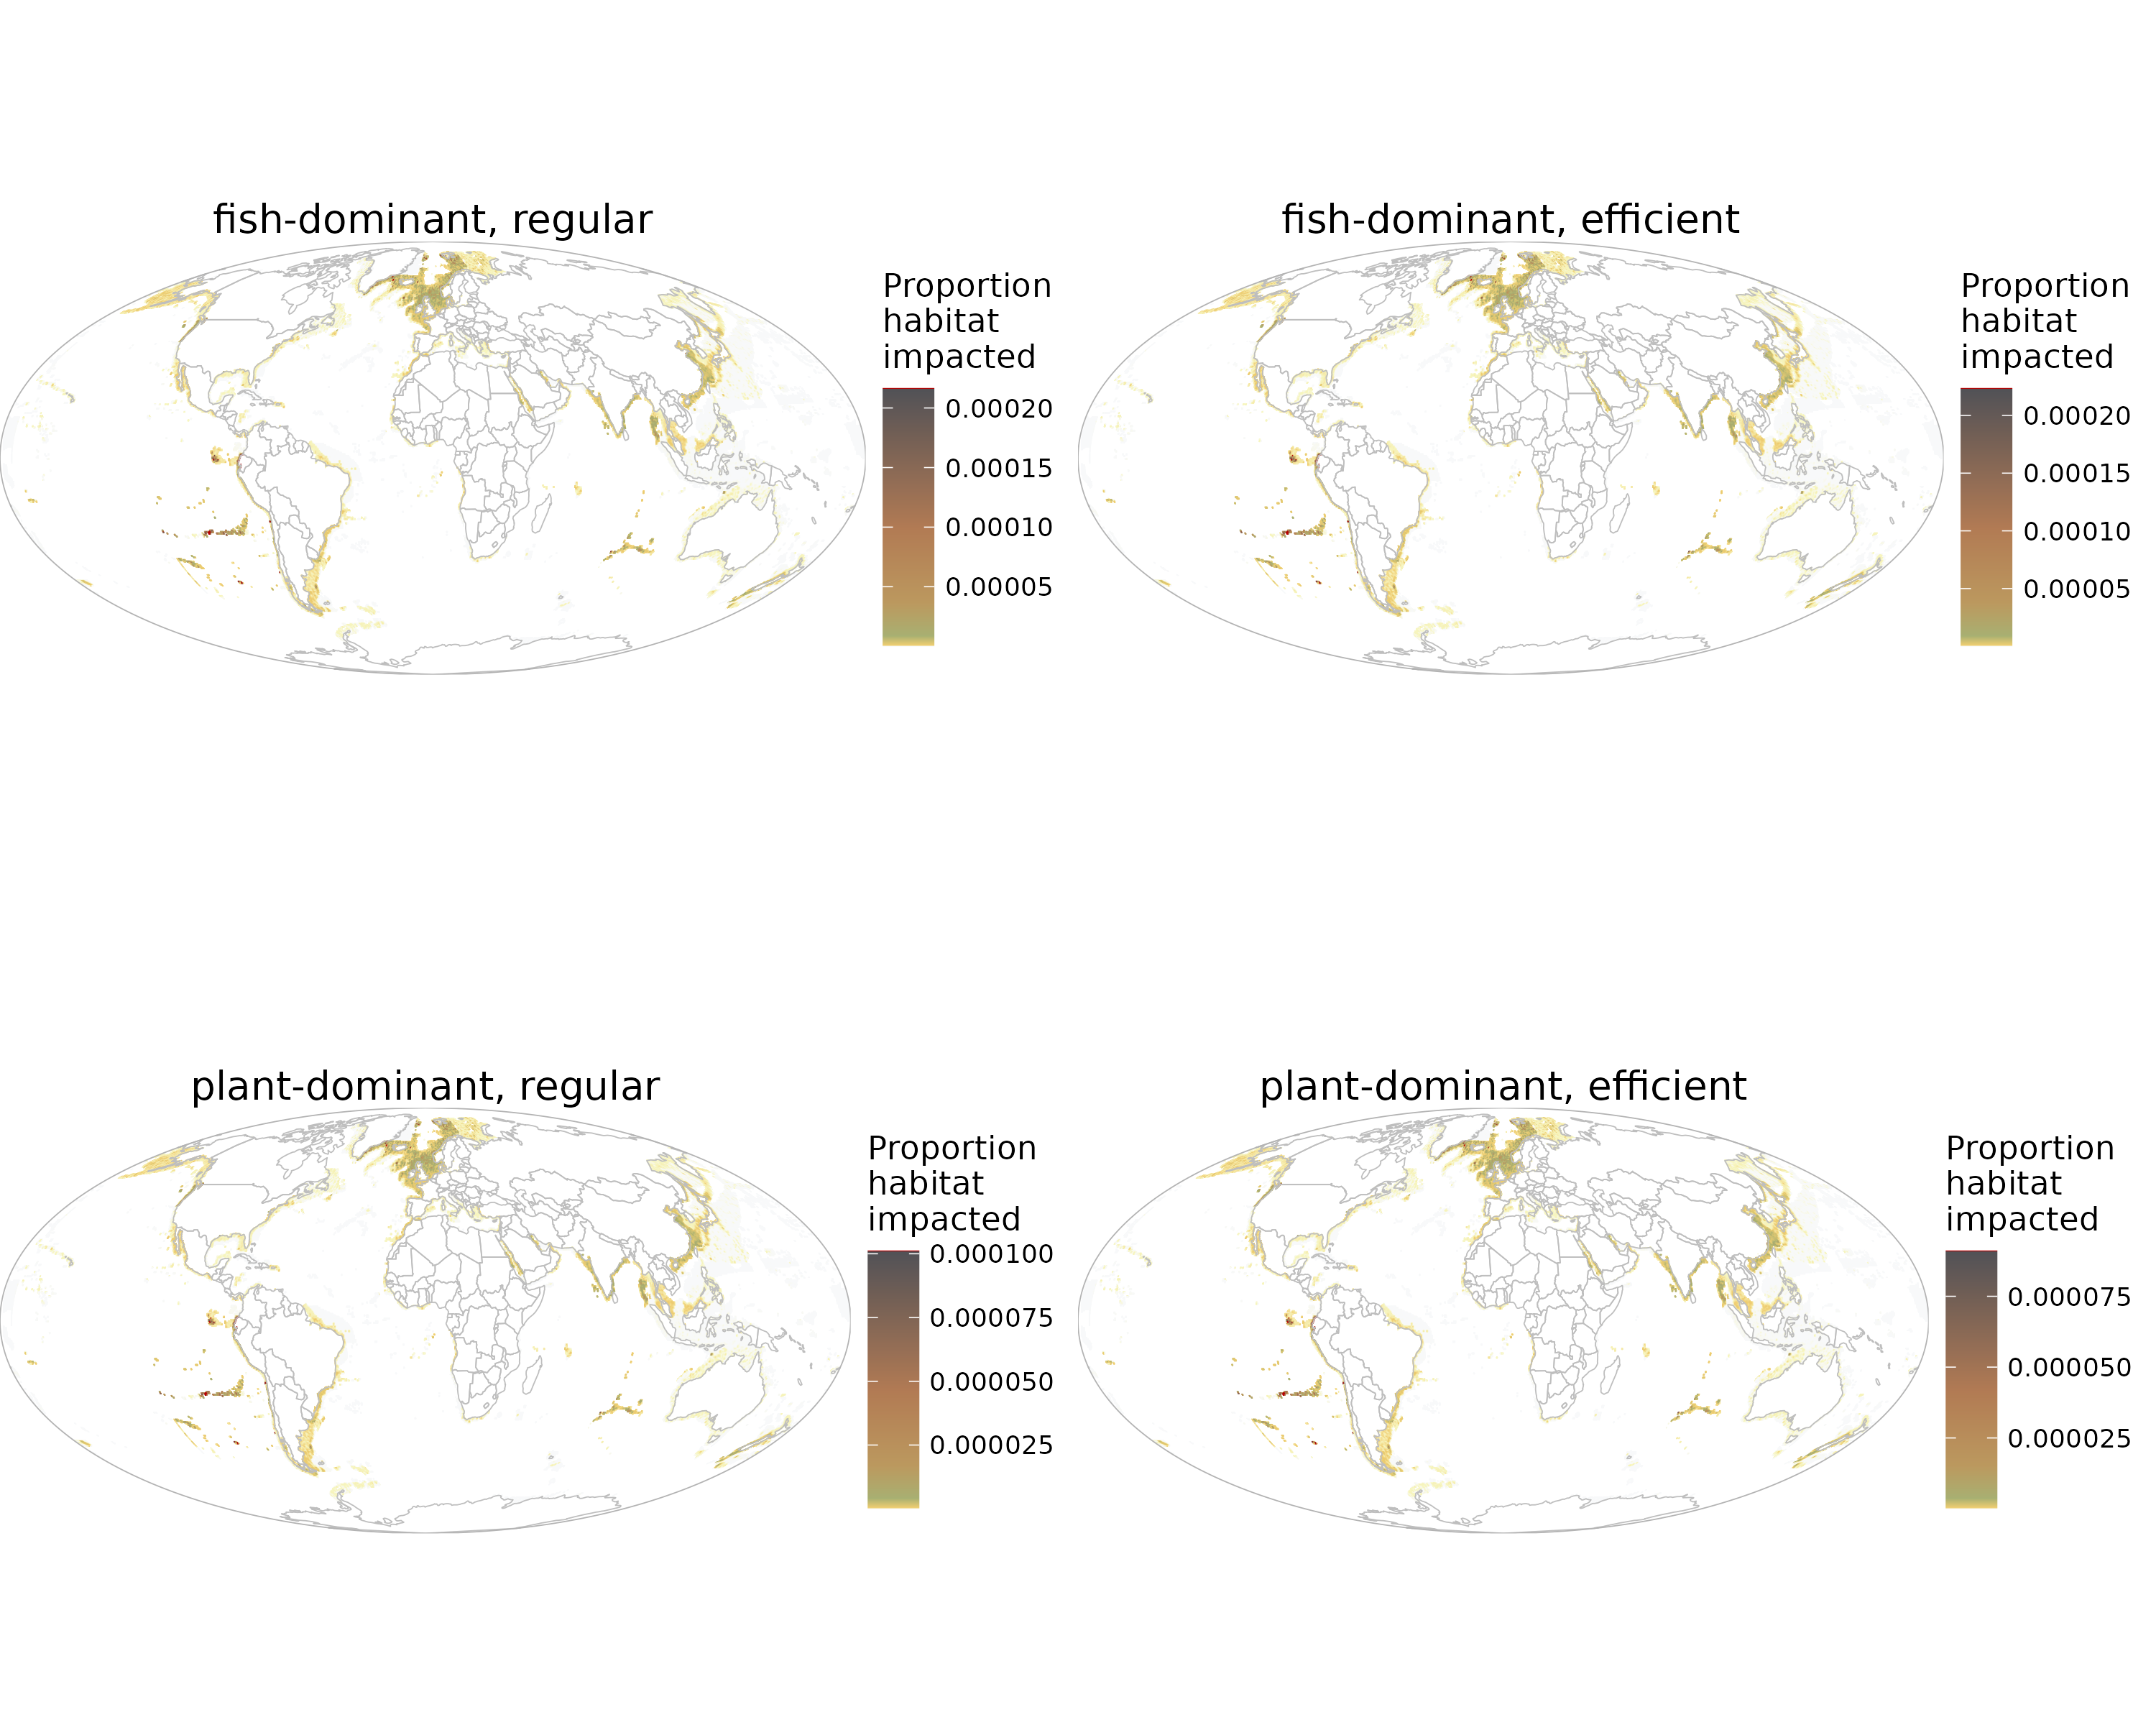 fish-dominant, regular
Proportion
habitat
impacted
0.00020
0.00015
0.00010
0.00005
fish-dominant, efficient
Proportion
habitat
impacted
0.00020
0.00015
0.00010
0.00005
plant-dominant, regular
Proportion
habitat
impacted
0.000100
0.000075
0.000050
0.000025
plant-dominant, efficient
Proportion
habitat
impacted
0.000075
0.000050
0.000025